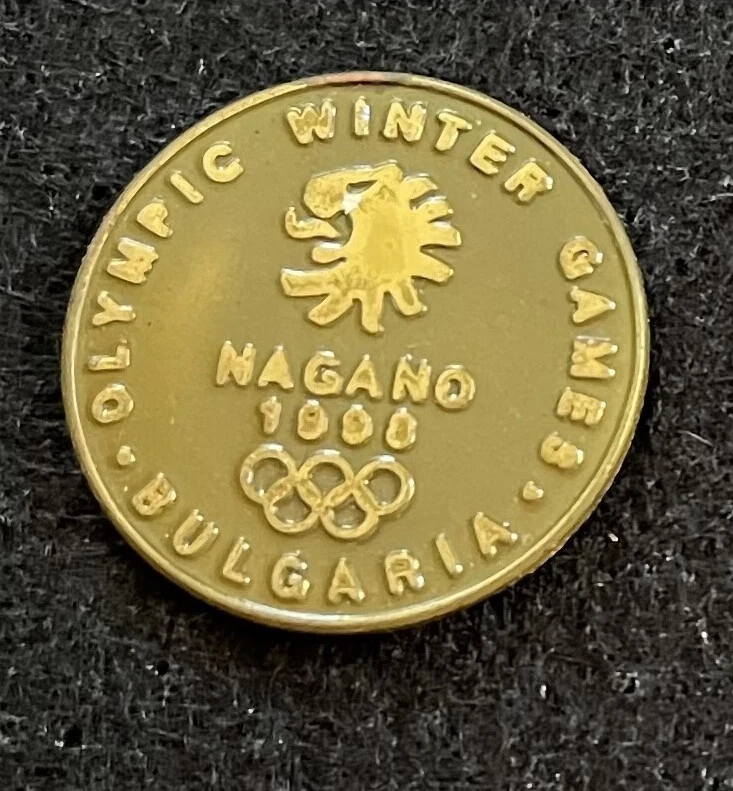 OLYMPIC WINTER GAMES
NAGANO
1998
• BULGARIA •